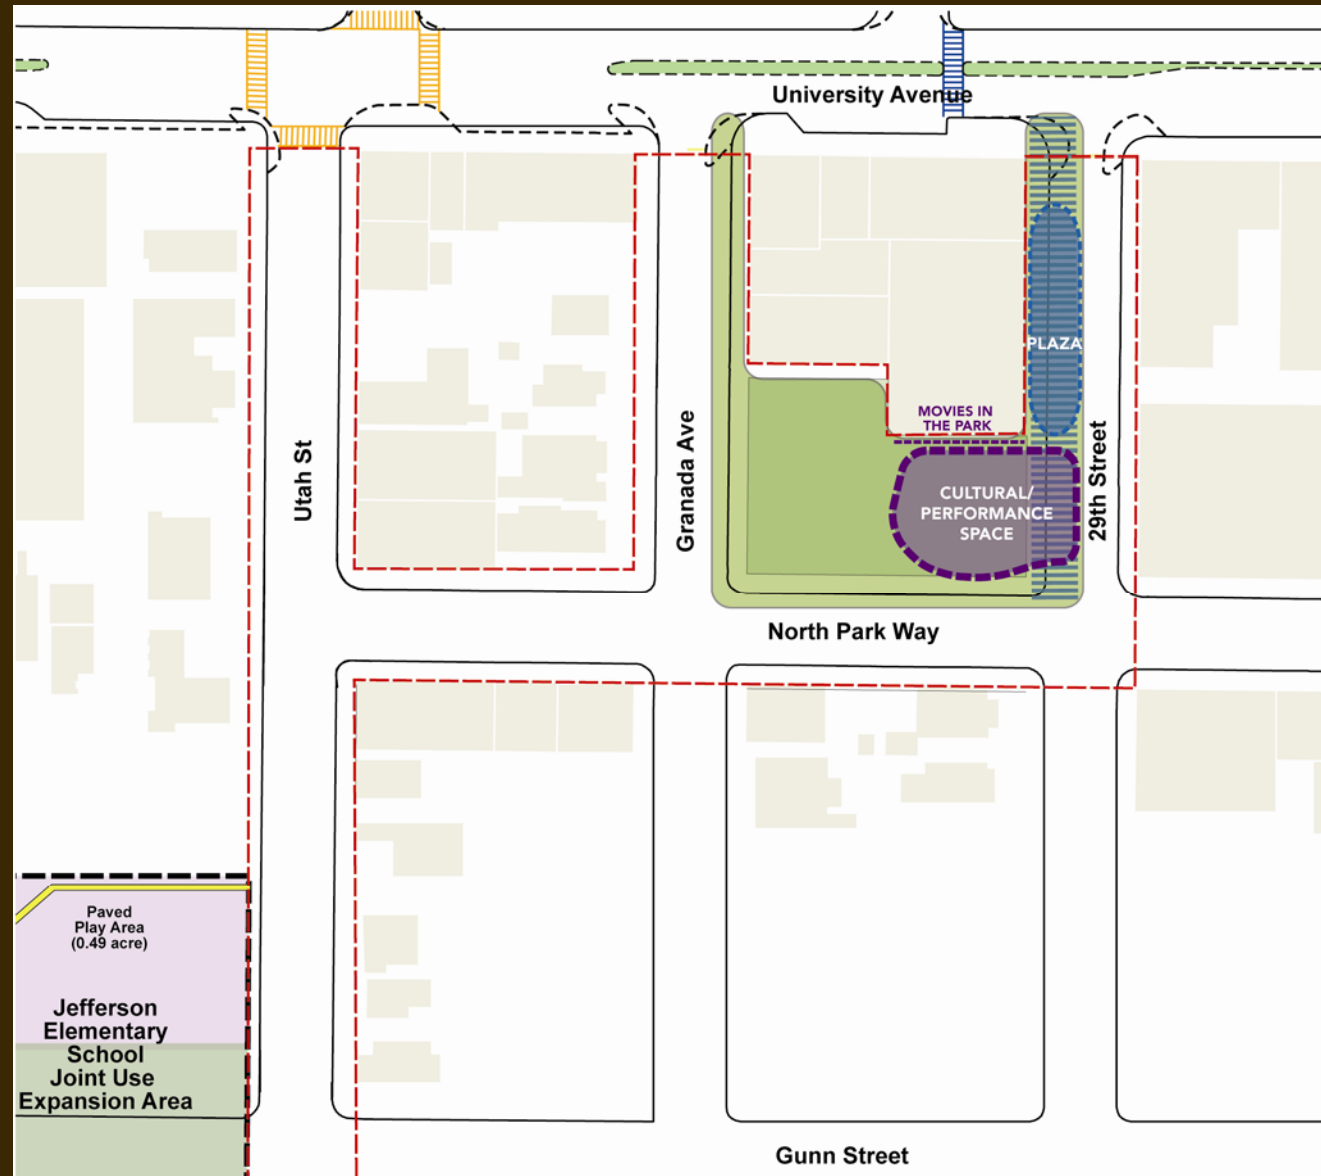 University Avenue
PLAZA
MOVIES IN
THE PARK
Utah St
Granada Ave
29th Street
CULTURAL/
PERFORMANCE
SPACE
North Park Way
Paved
Play Area
(0.49 acre)
Jefferson
Elementary
School
Joint Use
Expansion Area
Gunn Street